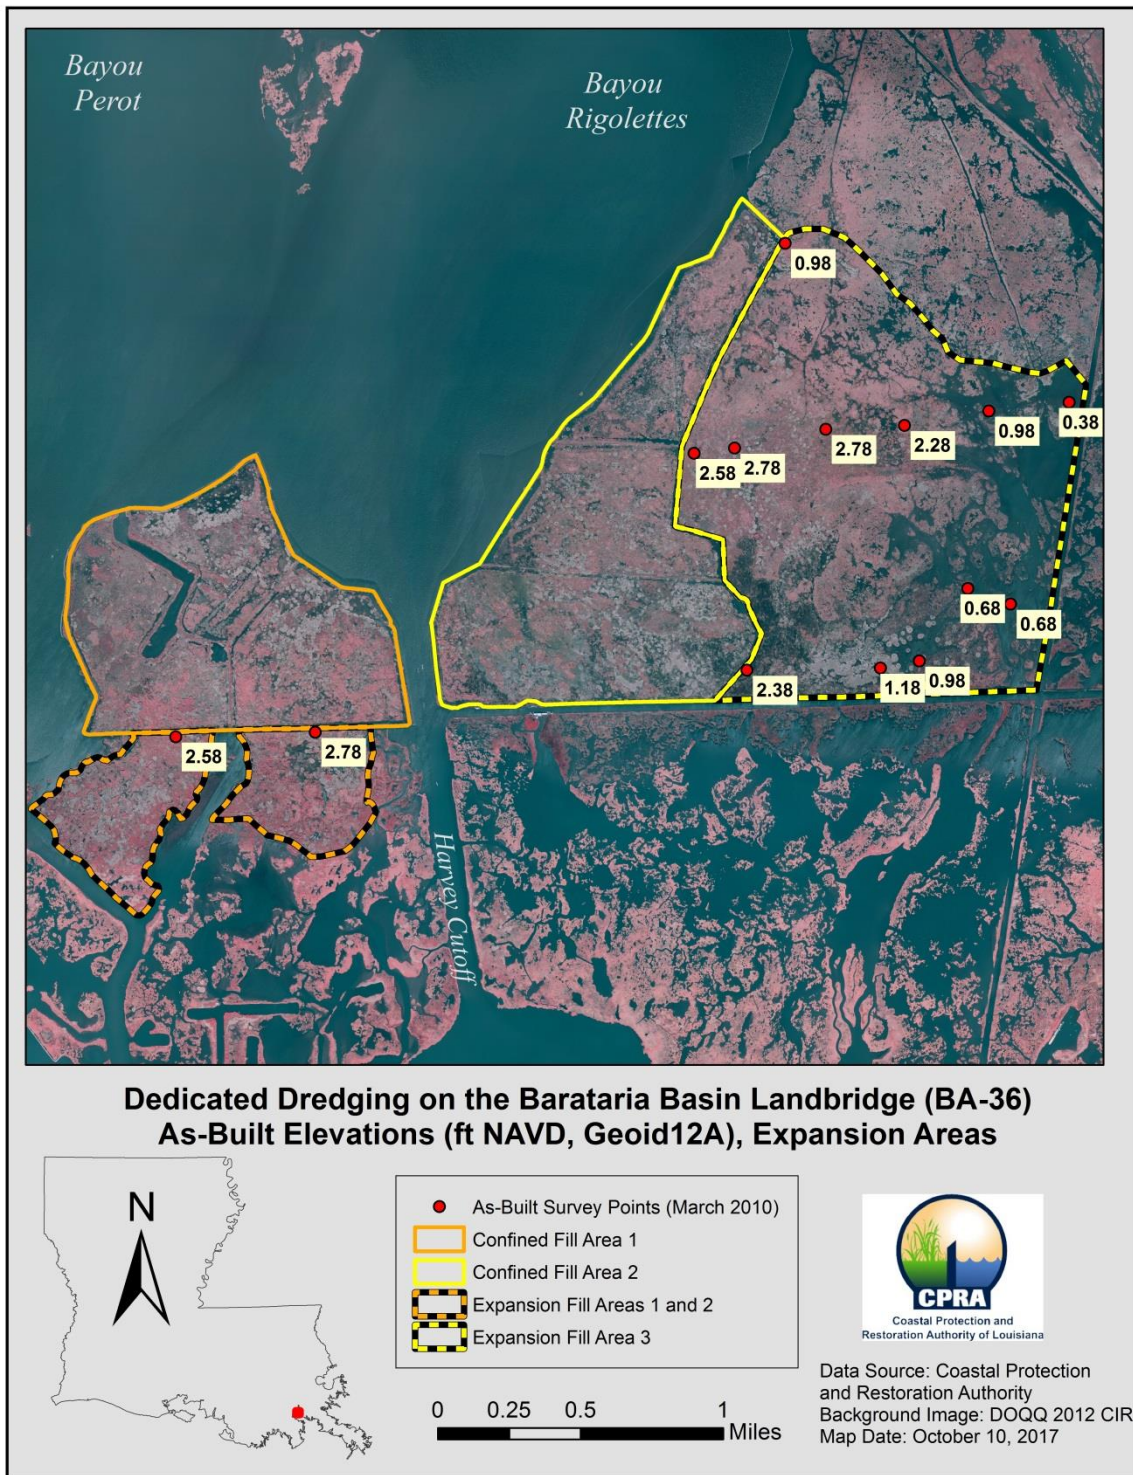 Bayou
Perot
Bayou
Rigolettes
0.98
0.38
0.98
2.28
2.78
2.78
2.58
0.68
0.68
0.98
1.18
2.38
2.58
2.78
Harvey Cutoff
Dedicated Dredging on the Barataria Basin Landbridge (BA-36)
As-Built Elevations (ft NAVD, Geoid12A), Expansion Areas
N
As-Built Survey Points (March 2010)
Confined Fill Area 1
Confined Fill Area 2
Expansion Fill Areas 1 and 2
Expansion Fill Area 3
0 0.25 0.5 1
Miles
CPRA
Coastal Protection and
Restoration Authority of Louisiana
Data Source: Coastal Protection
and Restoration Authority
Background Image: DOQQ 2012 CIR
Map Date: October 10, 2017